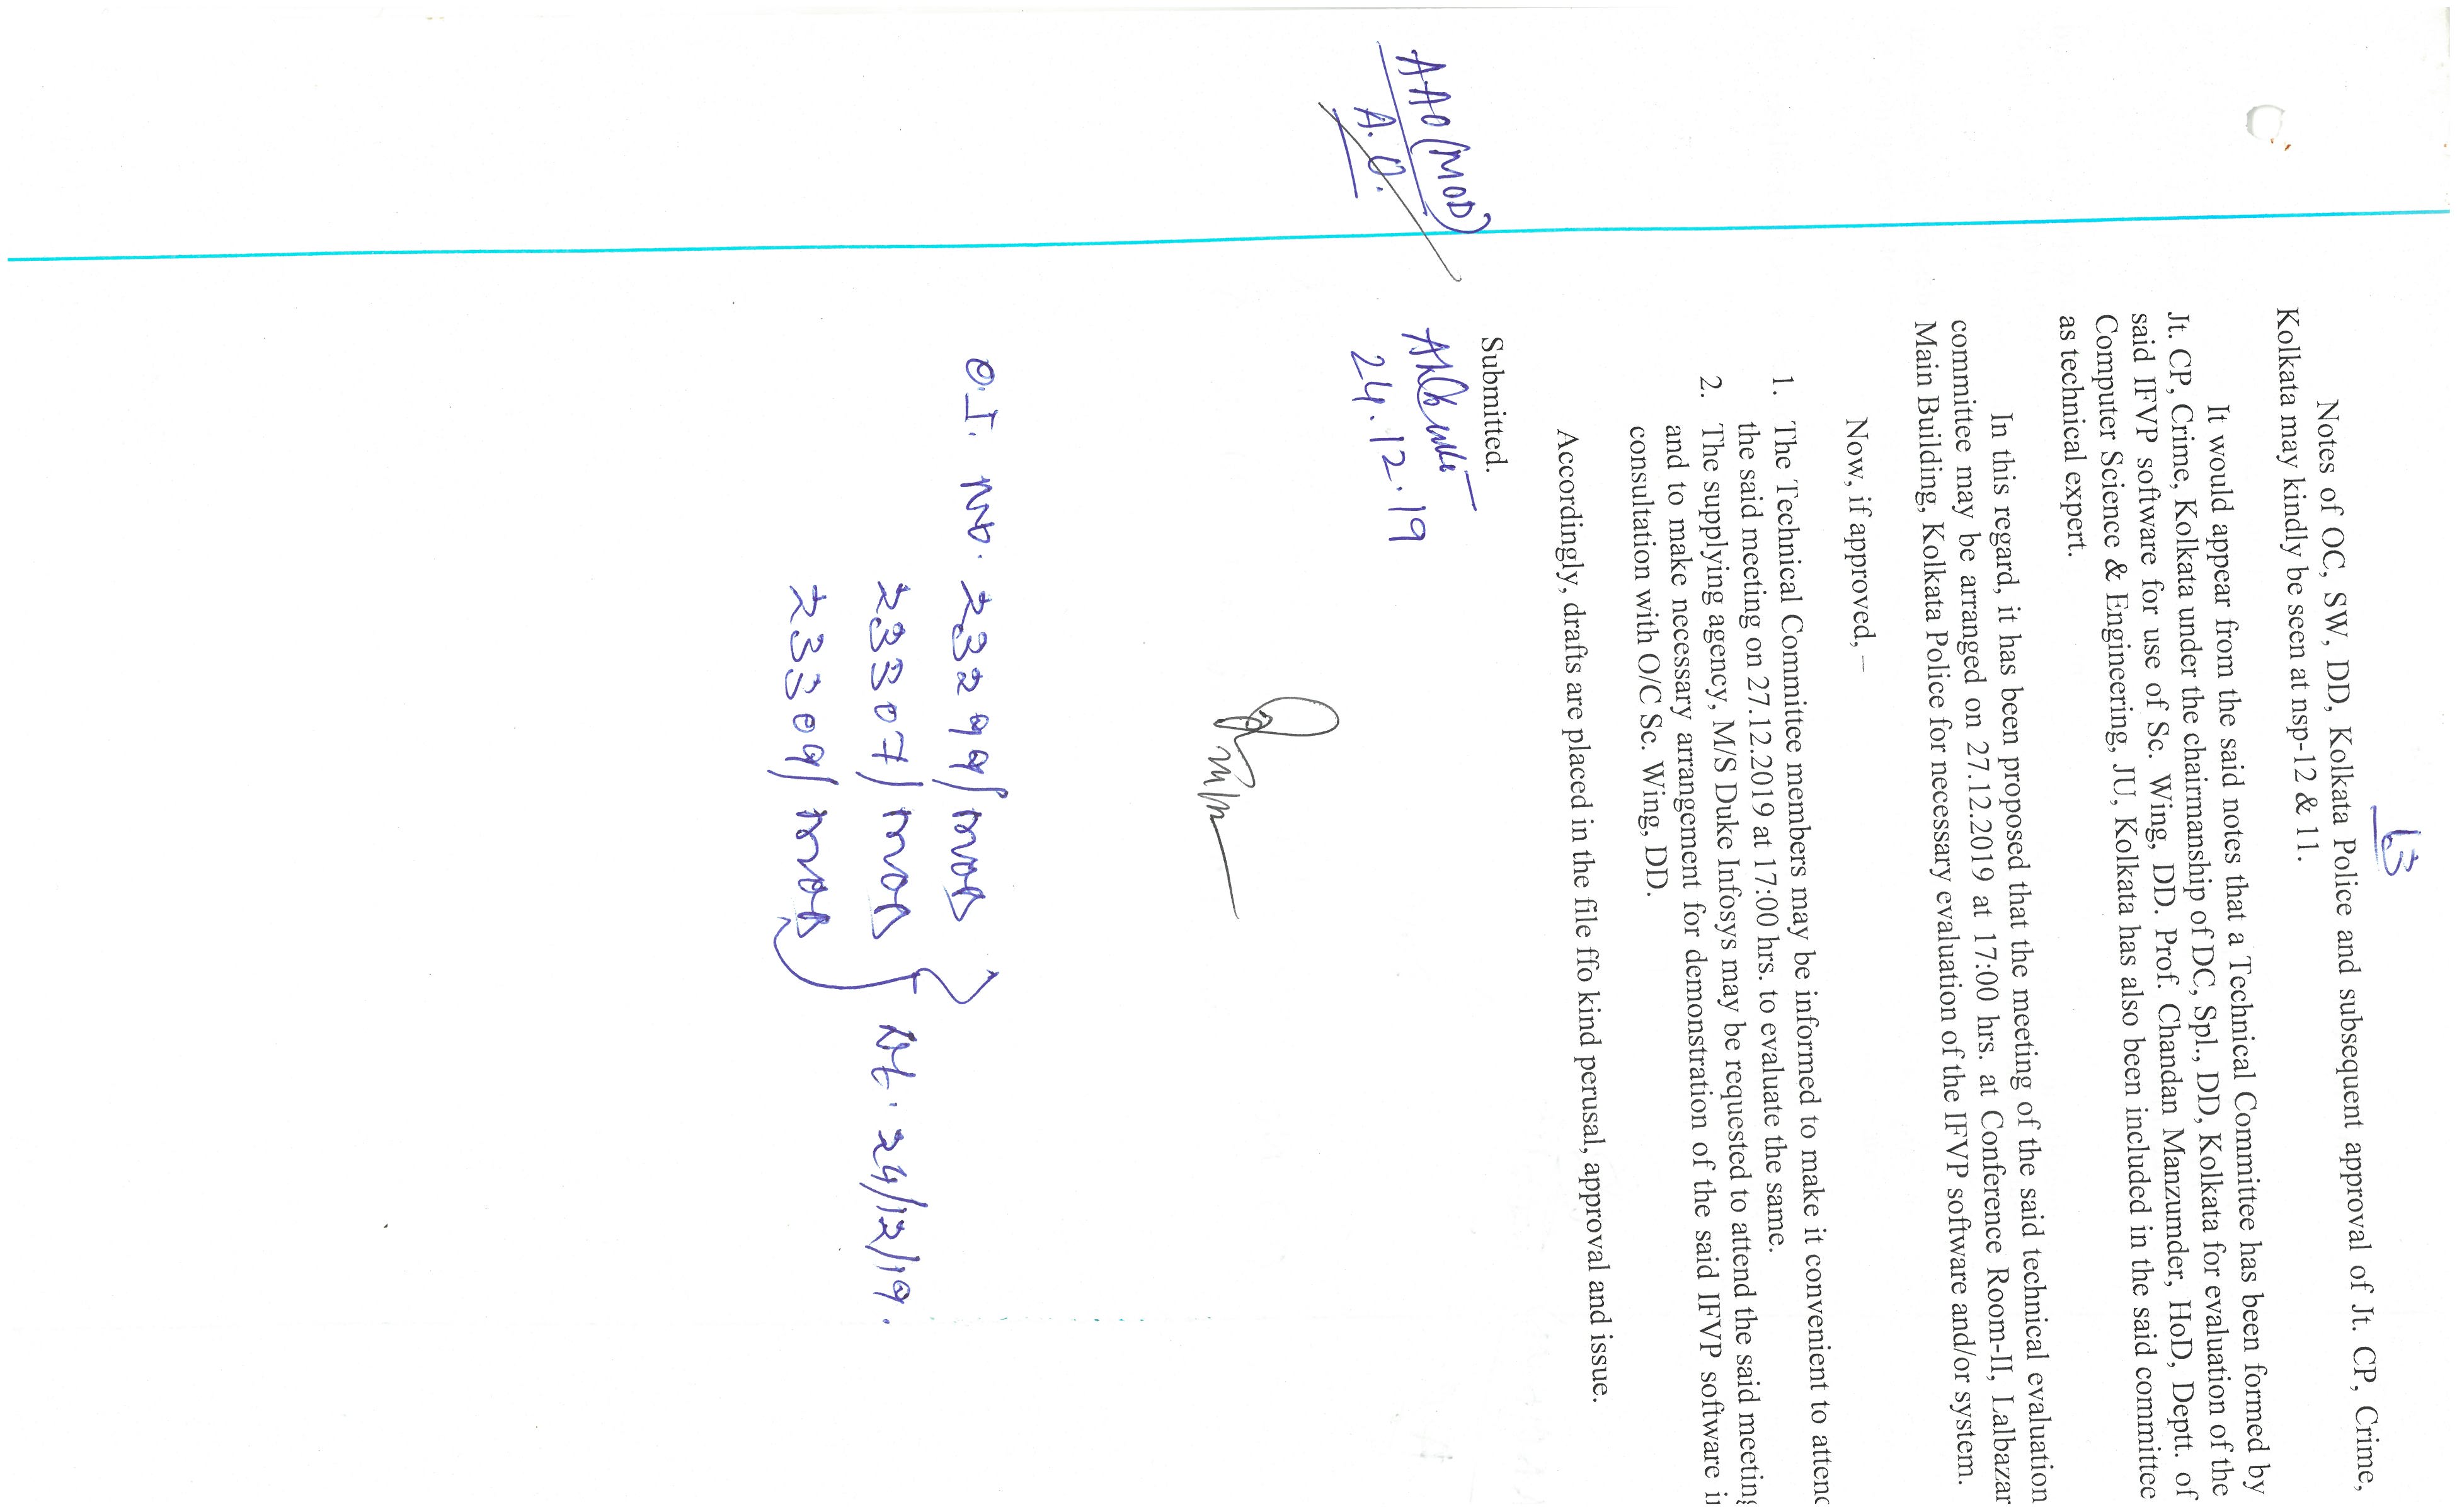 63
Notes of OC, SW, DD, Kolkata Police and subsequent approval of Jt. CP, Crime,
Kolkata may kindly be seen at nsp-12 & 11.
It would appear from the said notes that a Technical Committee has been formed by
Jt. CP, Crime, Kolkata under the chairmanship of DC, Spl., DD, Kolkata for evaluation of the
said IFVP software for use of Sc. Wing, DD. Prof. Chandan Manzumder, HoD, Deptt. of
Computer Science & Engineering, JU, Kolkata has also been included in the said committee
as technical expert.
In this regard, it has been proposed that the meeting of the said technical evaluation
committee may be arranged on 27.12.2019 at 17:00 hrs. at Conference Room-II, Lalbazar
Main Building, Kolkata Police for necessary evaluation of the IFVP software and/or system.
Now, if approved, –
1. The Technical Committee members may be informed to make it convenient to attend
the said meeting on 27.12.2019 at 17:00 hrs. to evaluate the same.
2. The supplying agency, M/S Duke Infosys may be requested to attend the said meeting
and to make necessary arrangement for demonstration of the said IFVP software in
consultation with O/C Sc. Wing, DD.
Accordingly, drafts are placed in the file ffo kind perusal, approval and issue.
Submitted.
24.12.19
AAO (MOD)
A.O.
O.I. No. 23299/MOD
23307/MOD
23309/MOD
Dt. 24/12/19.